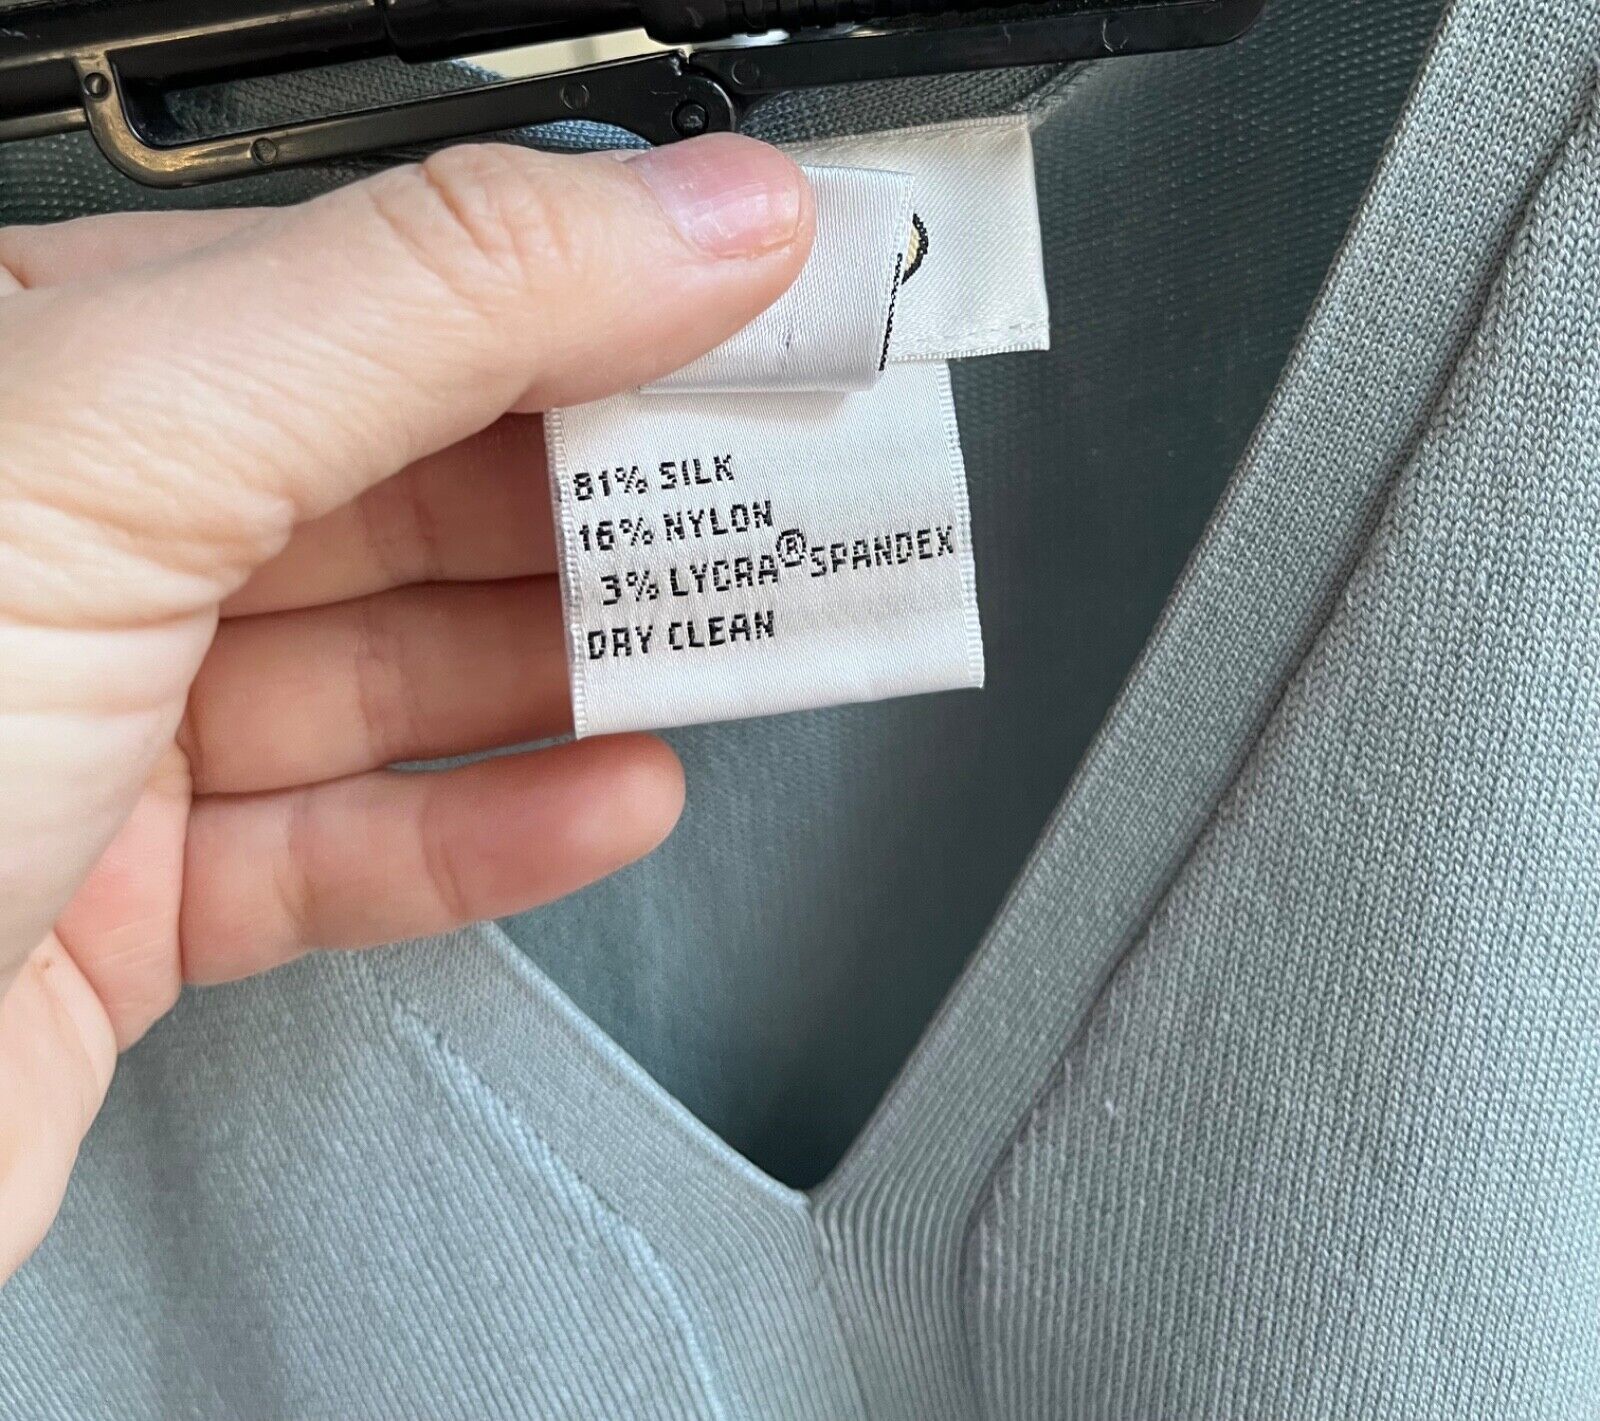 81% SILK
16% NYLON
3% LYCRA® SPANDEX
DRY CLEAN